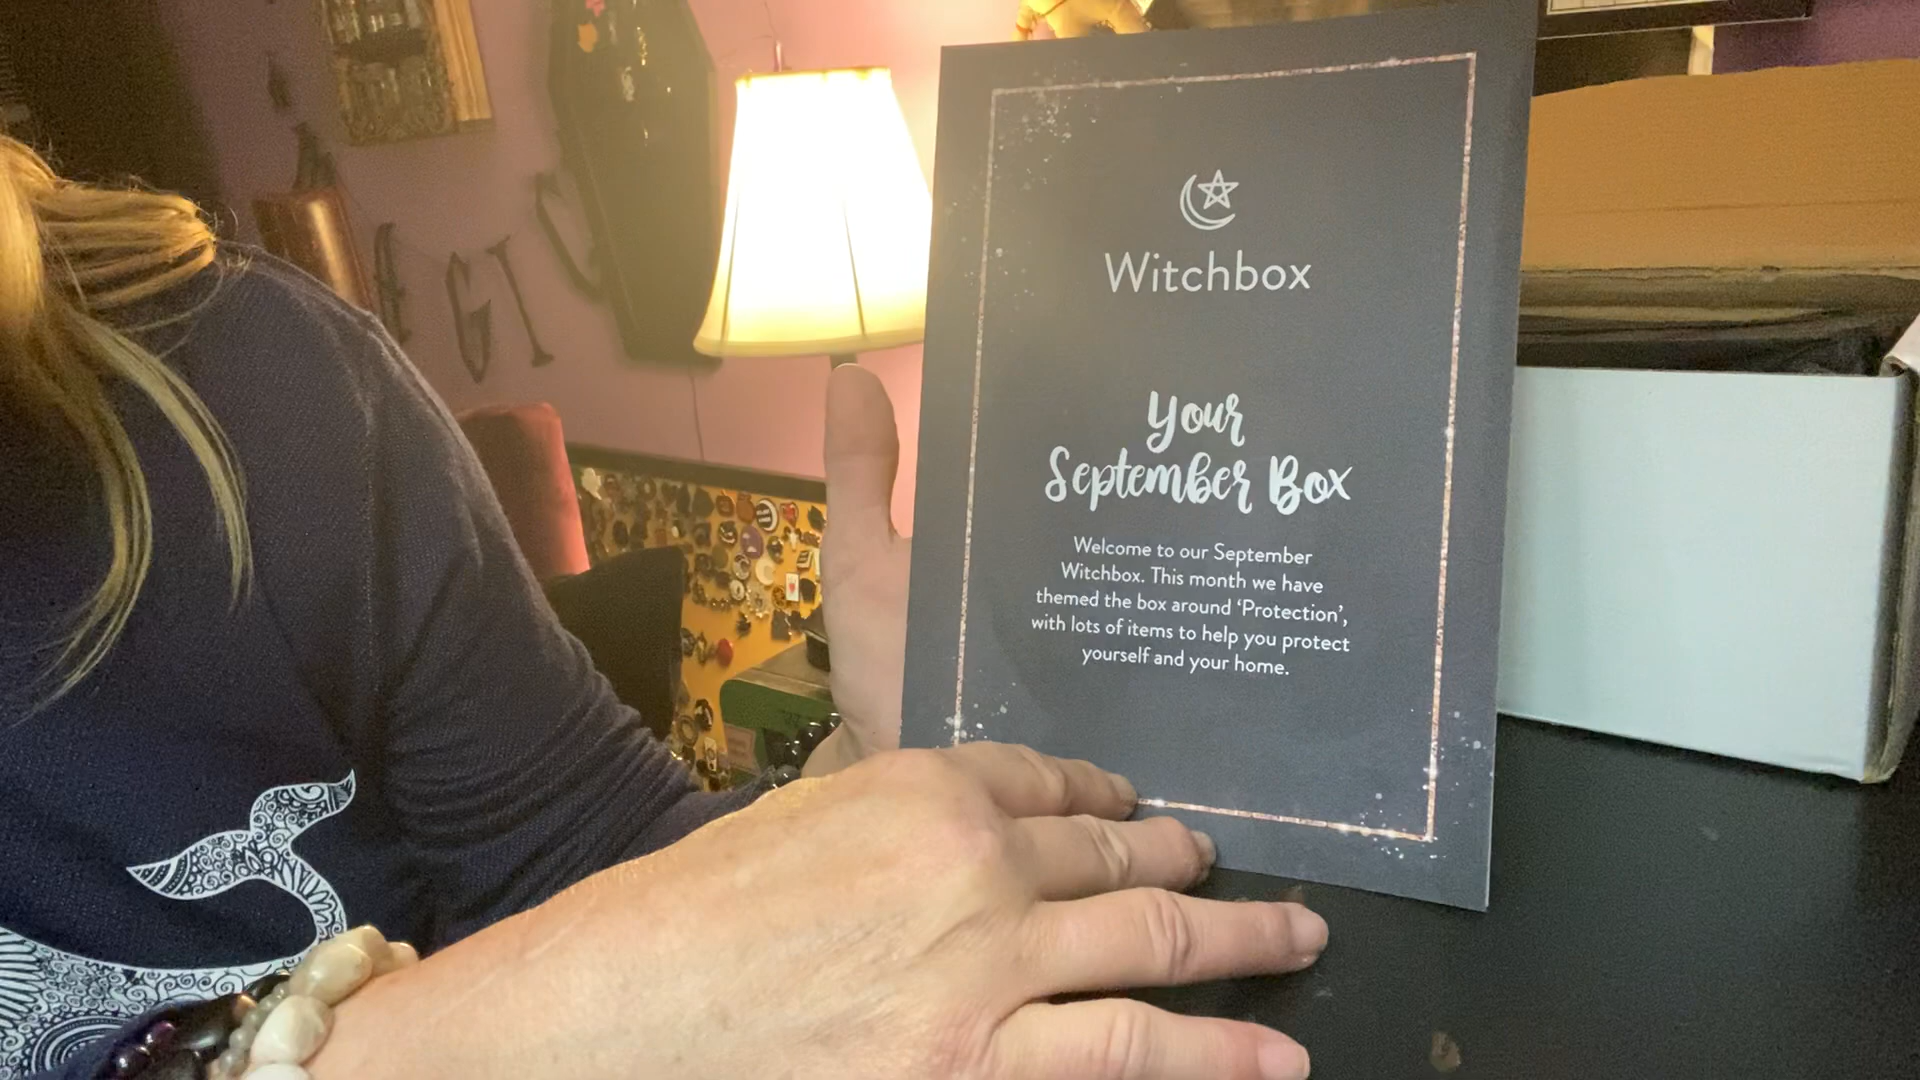 Witchbox
Your
September Box
Welcome to our September
Witchbox. This month we have
themed the box around ‘Protection’,
with lots of items to help you protect
yourself and your home.